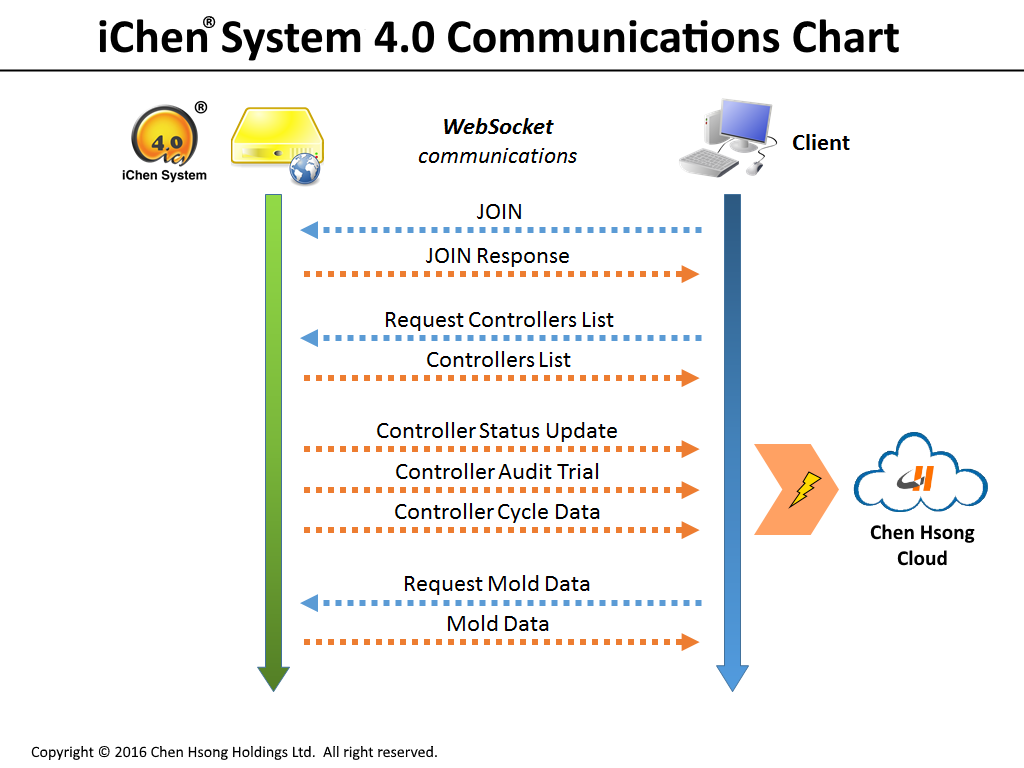 iChen® System 4.0 Communications Chart
®
4.0
iChen System
WebSocket
communications
Client
JOIN
JOIN Response
Request Controllers List
Controllers List
Controller Status Update
Controller Audit Trial
Controller Cycle Data
Chen Hsong
Cloud
Request Mold Data
Mold Data
Copyright © 2016 Chen Hsong Holdings Ltd. All right reserved.